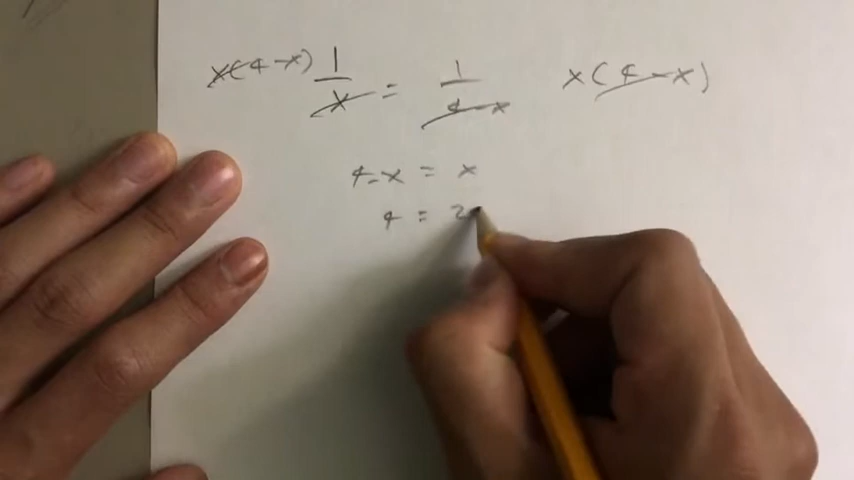 x(4-x) 1/x = 1/4-x x(4-x)
4-x = x
4 = 2